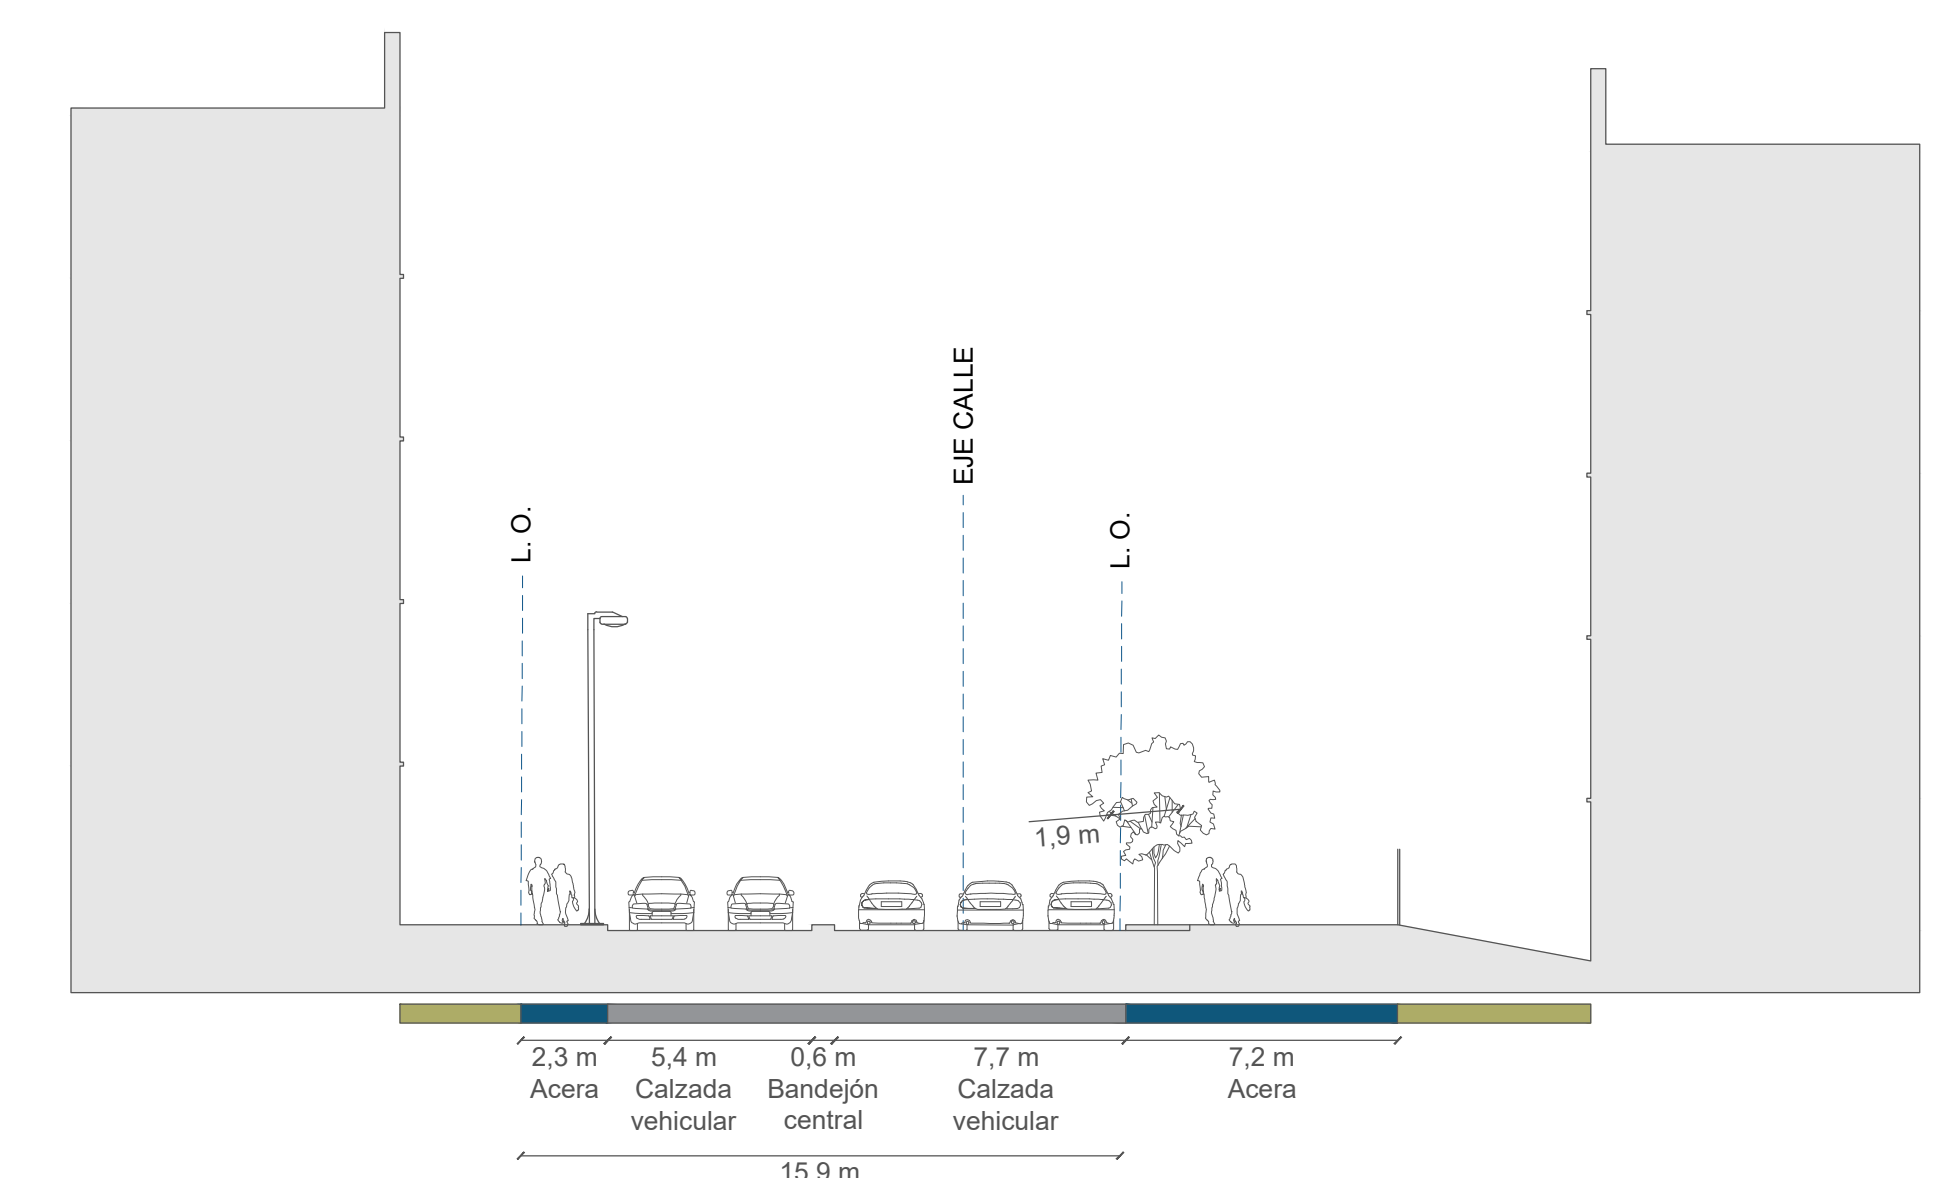 EJE CALLE
L. O.
L. O.
1,9 m
2,3 m
Acera
5,4 m
Calzada
vehicular
0,6 m
Bandejón
central
7,7 m
Calzada
vehicular
7,2 m
Acera
15,9 m